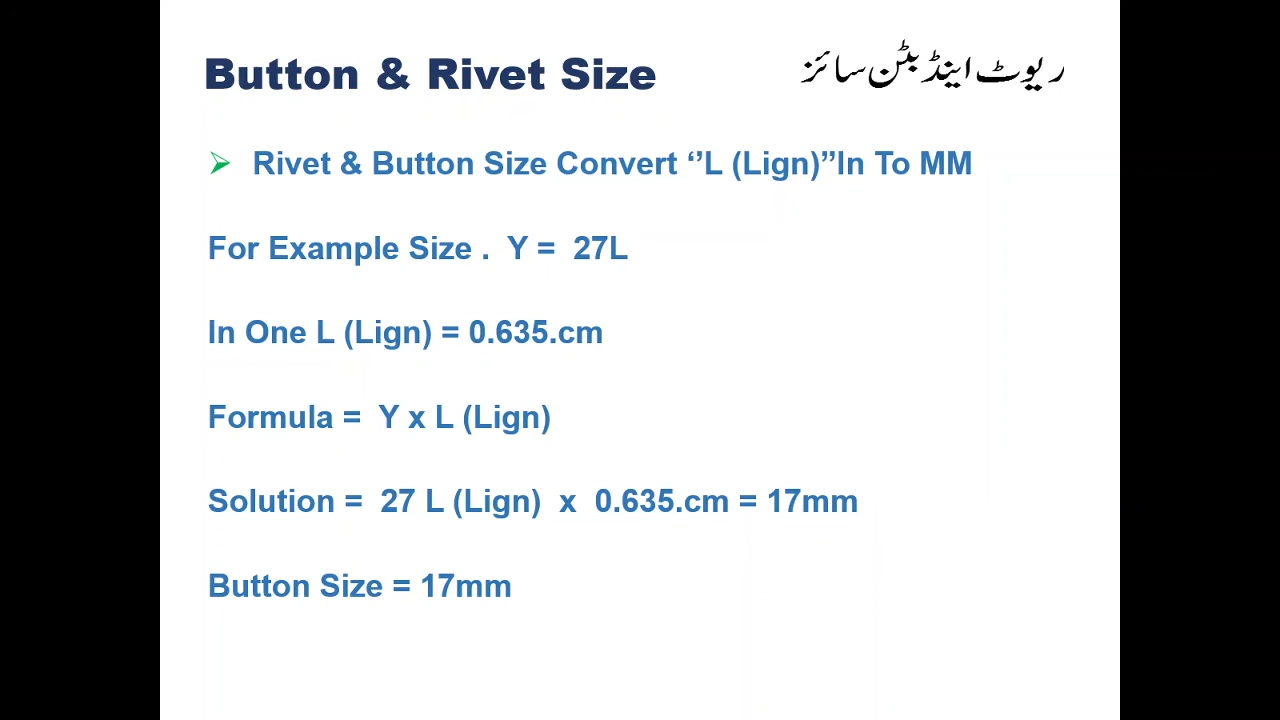 Button & Rivet Size
ریوٹ اینڈ بٹن سائز
Rivet & Button Size Convert ‘’L (Lign)’’In To MM
For Example Size . Y = 27L
In One L (Lign) = 0.635.cm
Formula = Y x L (Lign)
Solution = 27 L (Lign) x 0.635.cm = 17mm
Button Size = 17mm